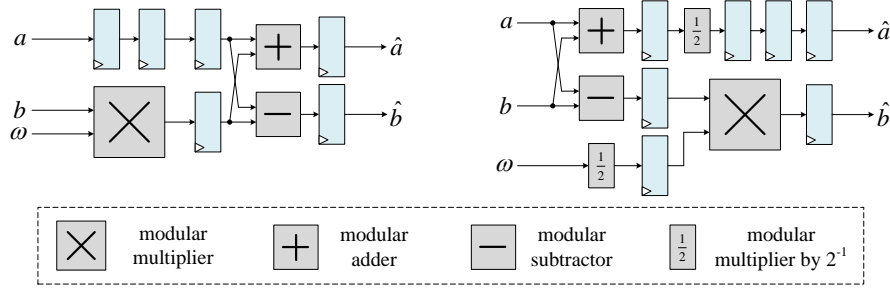 a
b
ω
â
b̂
a
b
ω
1/2
1/2
â
b̂
modular
multiplier
modular
adder
modular
subtractor
1/2
modular
multiplier by 2⁻¹